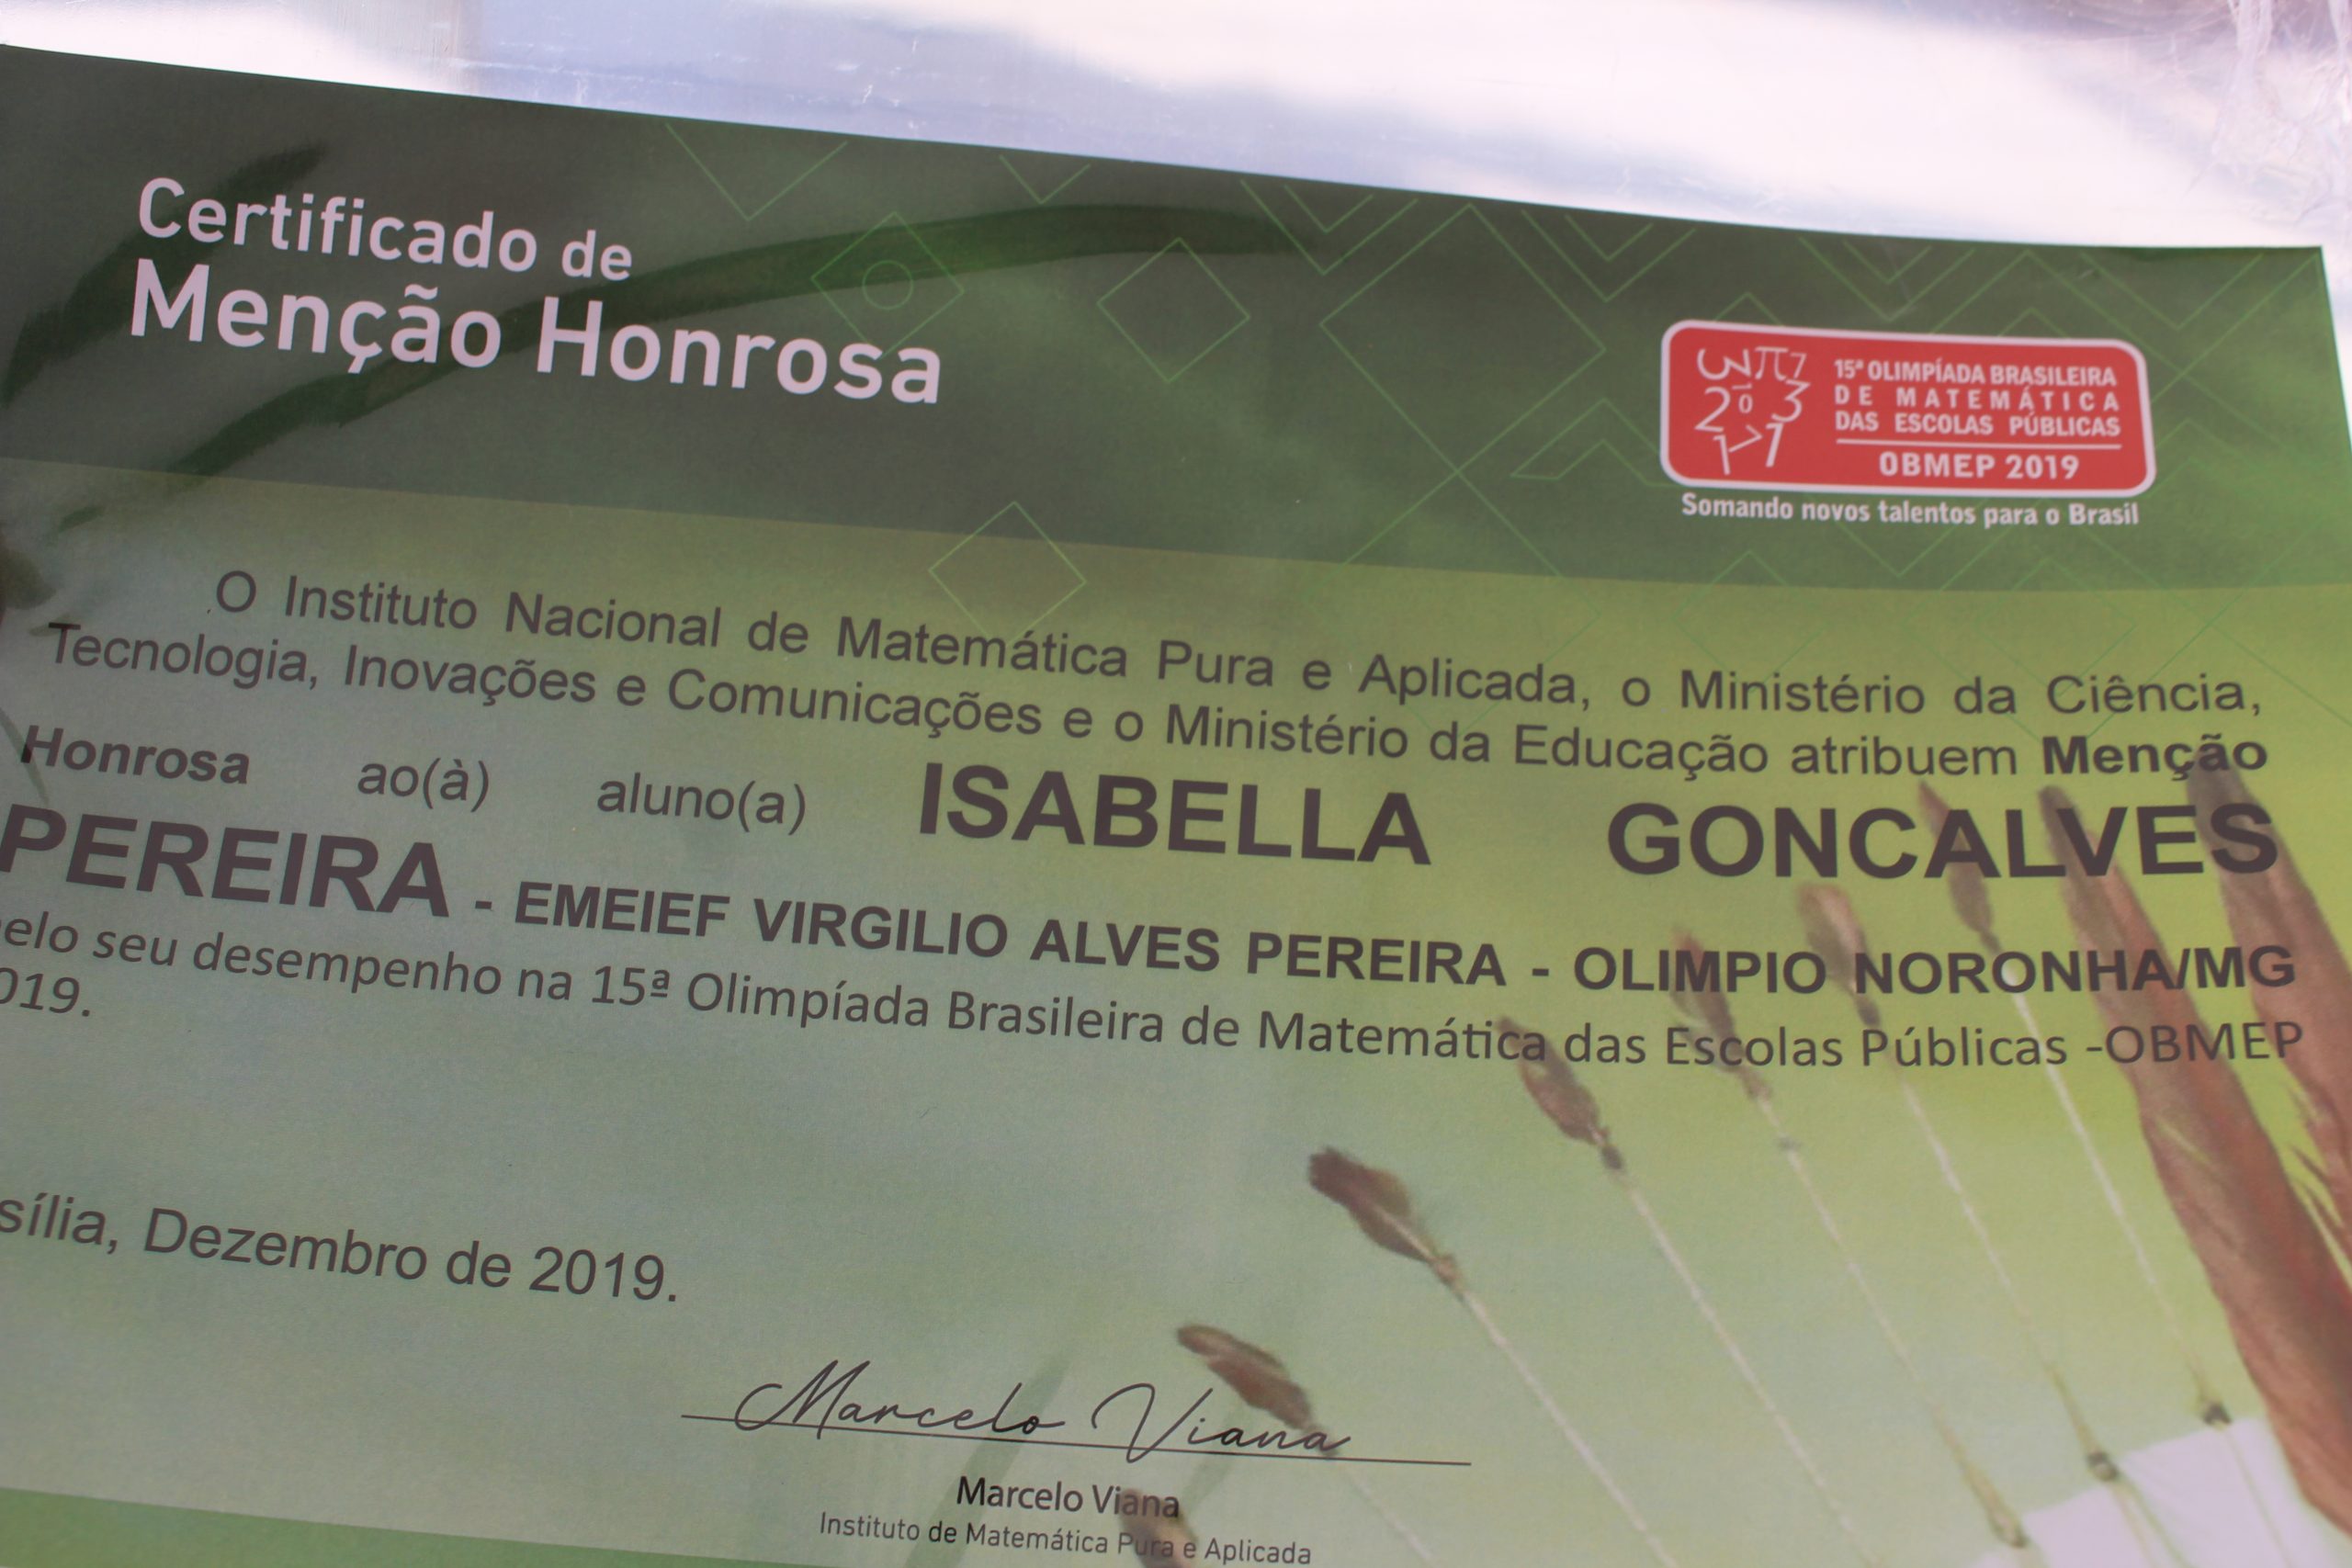 Certificado de
Menção Honrosa
15ª OLIMPÍADA BRASILEIRA
DE MATEMÁTICA
DAS ESCOLAS PÚBLICAS
OBMEP 2019
Somando novos talentos para o Brasil
O Instituto Nacional de Matemática Pura e Aplicada, o Ministério da Ciência,
Tecnologia, Inovações e Comunicações e o Ministério da Educação atribuem Menção
Honrosa ao(à) aluno(a) ISABELLA GONCALVES
PEREIRA - EMEIEF VIRGILIO ALVES PEREIRA - OLIMPIO NORONHA/MG
elo seu desempenho na 15ª Olimpíada Brasileira de Matemática das Escolas Públicas -OBMEP
019.
sília, Dezembro de 2019.
Marcelo Viana
Marcelo Viana
Instituto de Matemática Pura e Aplicada